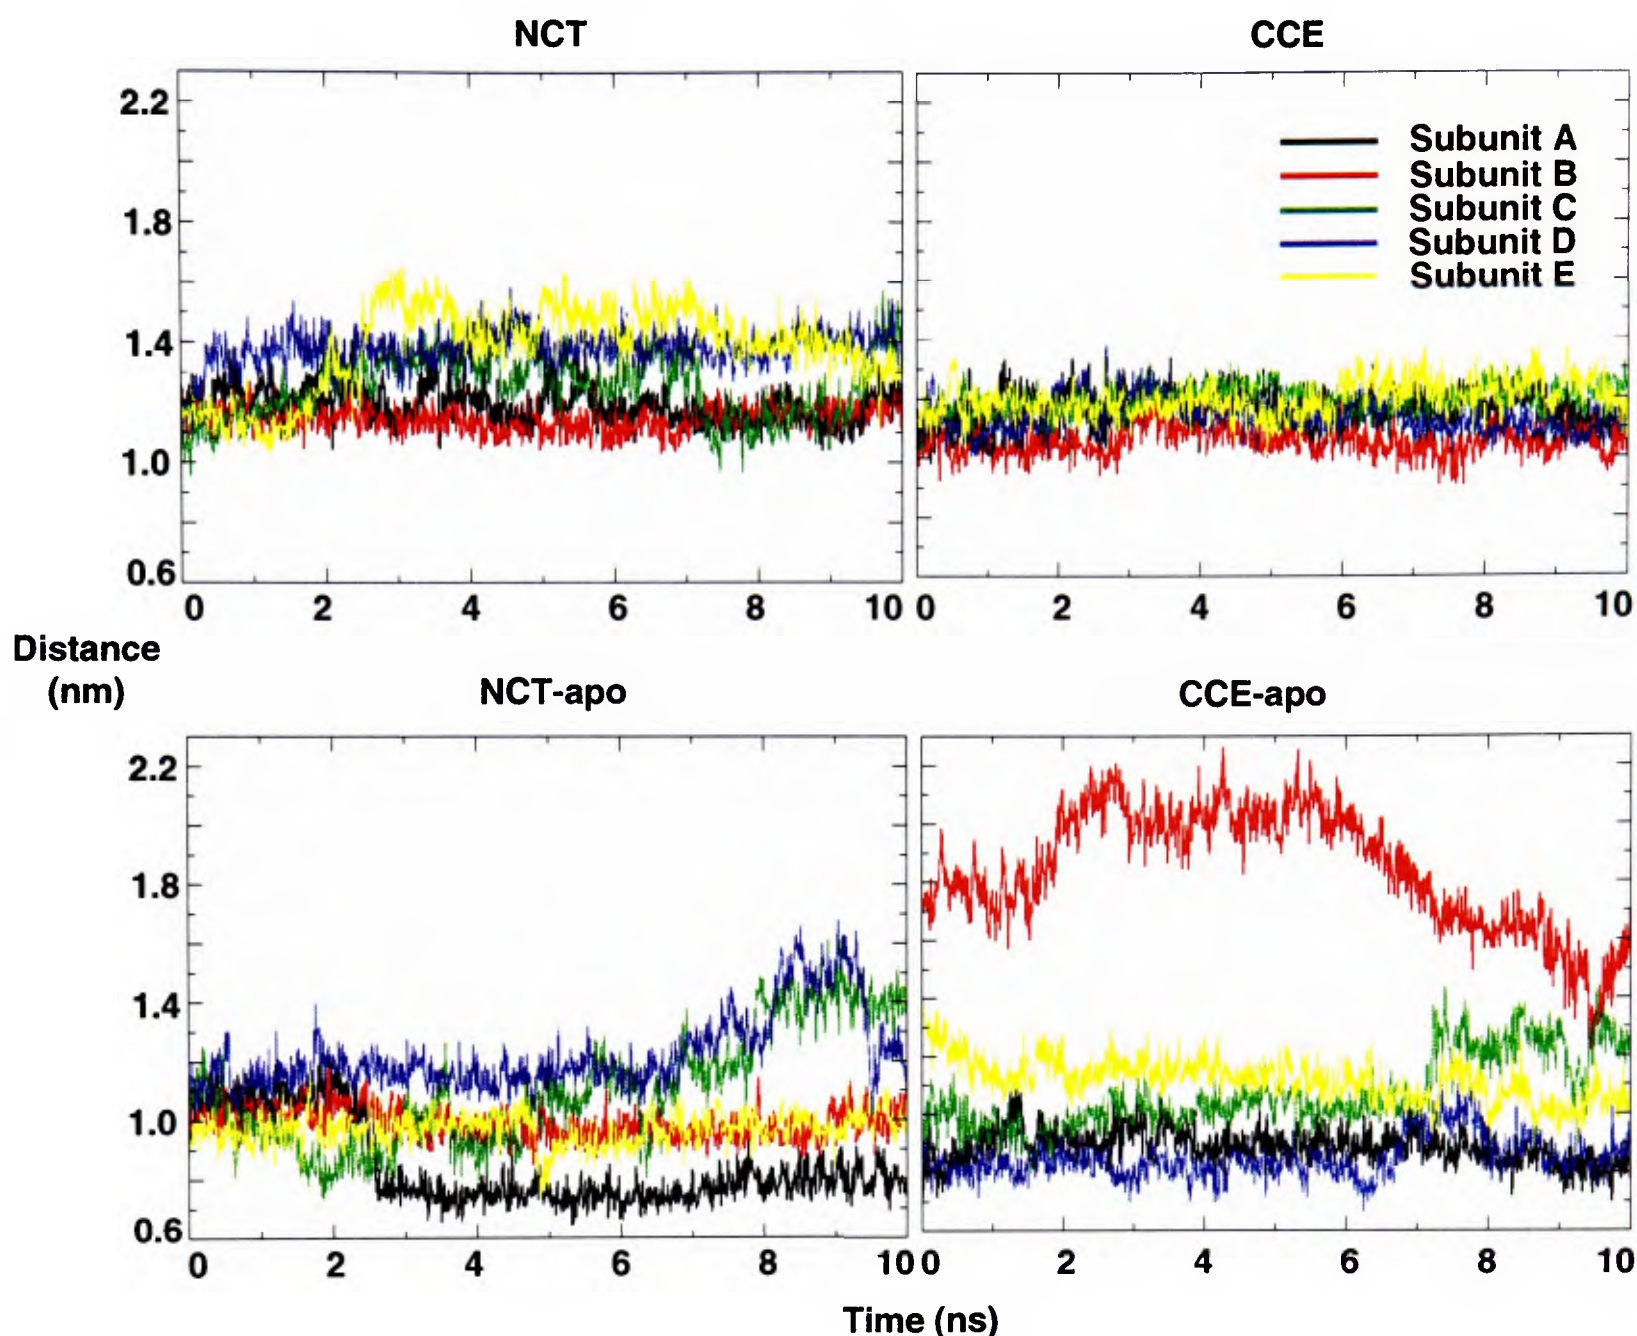 NCT
CCE
2.2
1.8
1.4
1.0
0.6
Subunit A
Subunit B
Subunit C
Subunit D
Subunit E
0 2 4 6 8 10
0 2 4 6 8 10
Distance
(nm)
NCT-apo
CCE-apo
2.2
1.8
1.4
1.0
0.6
0 2 4 6 8 10
0 2 4 6 8 10
Time (ns)